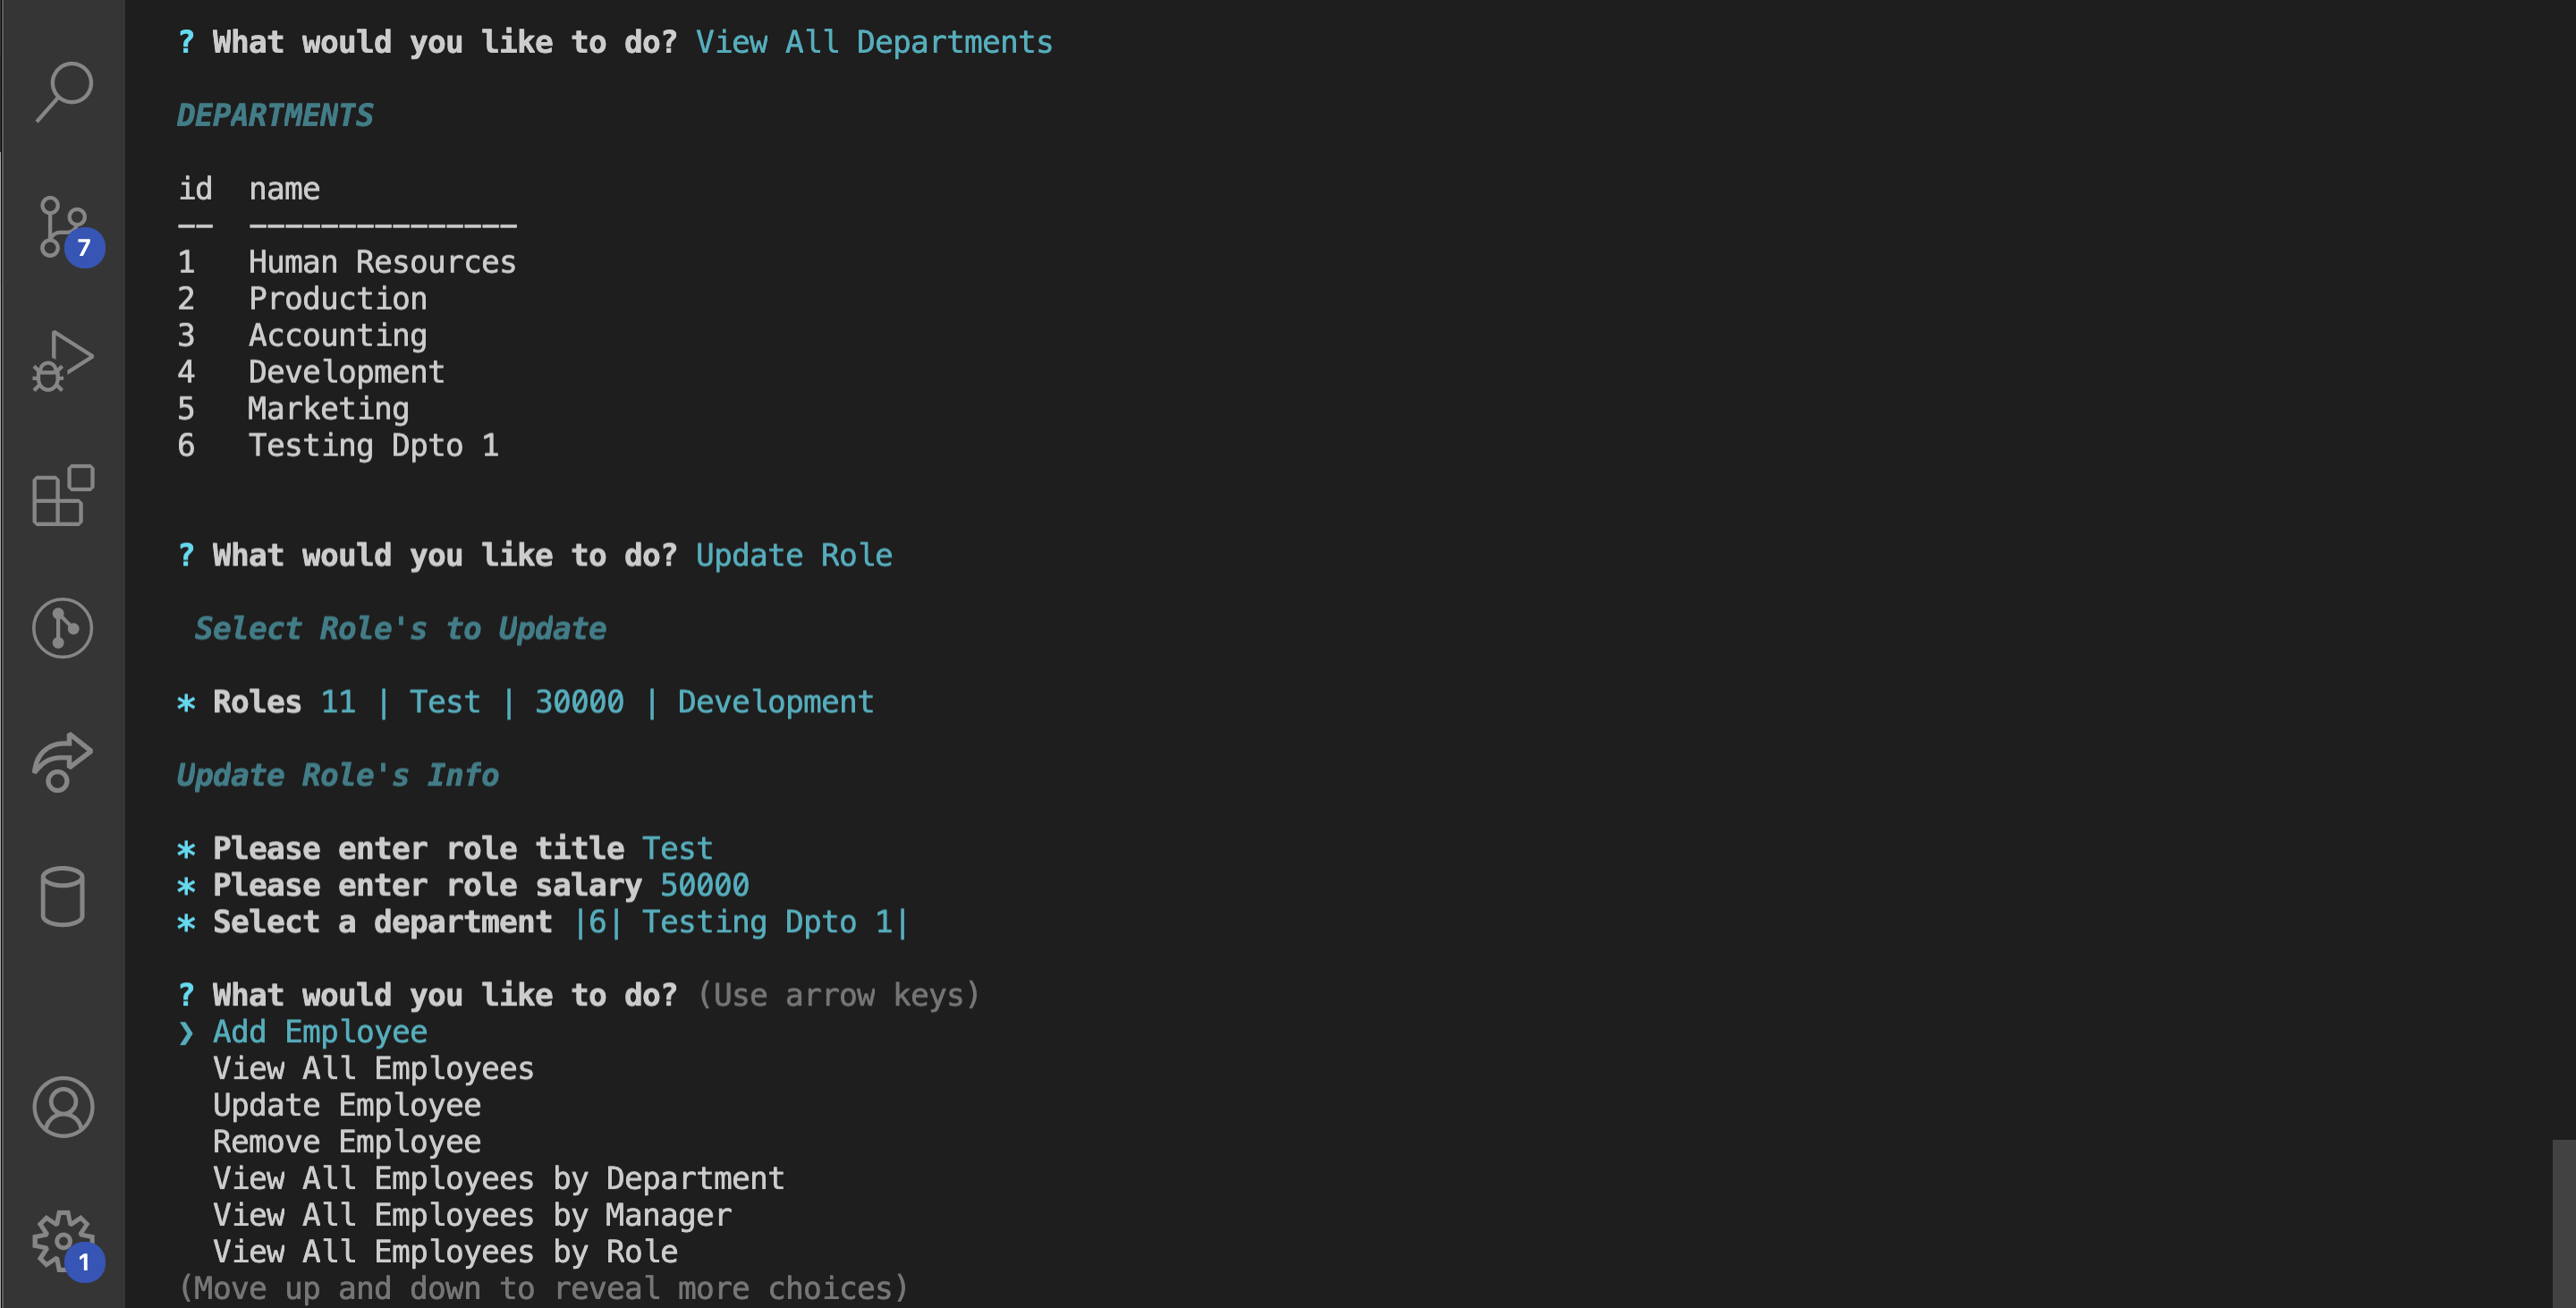 ? What would you like to do? View All Departments
DEPARTMENTS
id  name
--  ---------------
1   Human Resources
2   Production
3   Accounting
4   Development
5   Marketing
6   Testing Dpto 1
? What would you like to do? Update Role
Select Role's to Update
* Roles 11 | Test | 30000 | Development
Update Role's Info
* Please enter role title Test
* Please enter role salary 50000
* Select a department |6| Testing Dpto 1|
? What would you like to do? (Use arrow keys)
❯ Add Employee
View All Employees
Update Employee
Remove Employee
View All Employees by Department
View All Employees by Manager
View All Employees by Role
(Move up and down to reveal more choices)
7
1